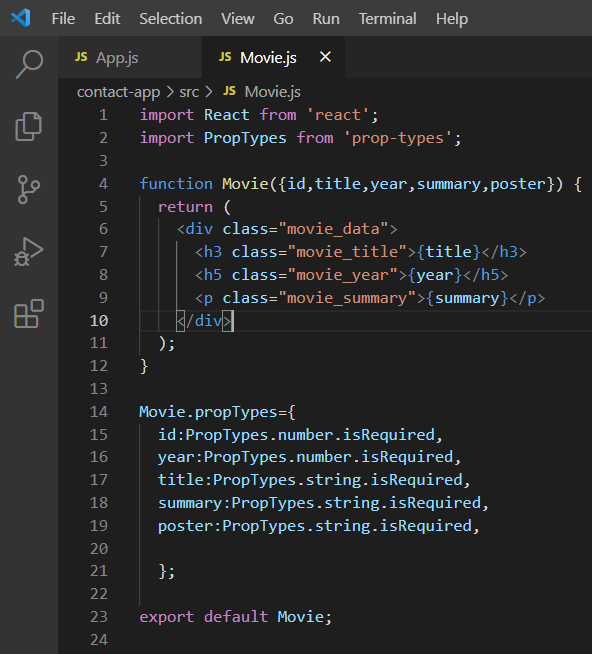 File Edit Selection View Go Run Terminal Help
JS App.js JS Movie.js ×
contact-app > src > JS Movie.js
1 import React from 'react';
2 import PropTypes from 'prop-types';
3
4 function Movie({id,title,year,summary,poster}) {
5 return (
6 <div class="movie_data">
7 <h3 class="movie_title">{title}</h3>
8 <h5 class="movie_year">{year}</h5>
9 <p class="movie_summary">{summary}</p>
10 </div>
11 );
12 }
13
14 Movie.propTypes={
15 id:PropTypes.number.isRequired,
16 year:PropTypes.number.isRequired,
17 title:PropTypes.string.isRequired,
18 summary:PropTypes.string.isRequired,
19 poster:PropTypes.string.isRequired,
20
21 };
22
23 export default Movie;
24